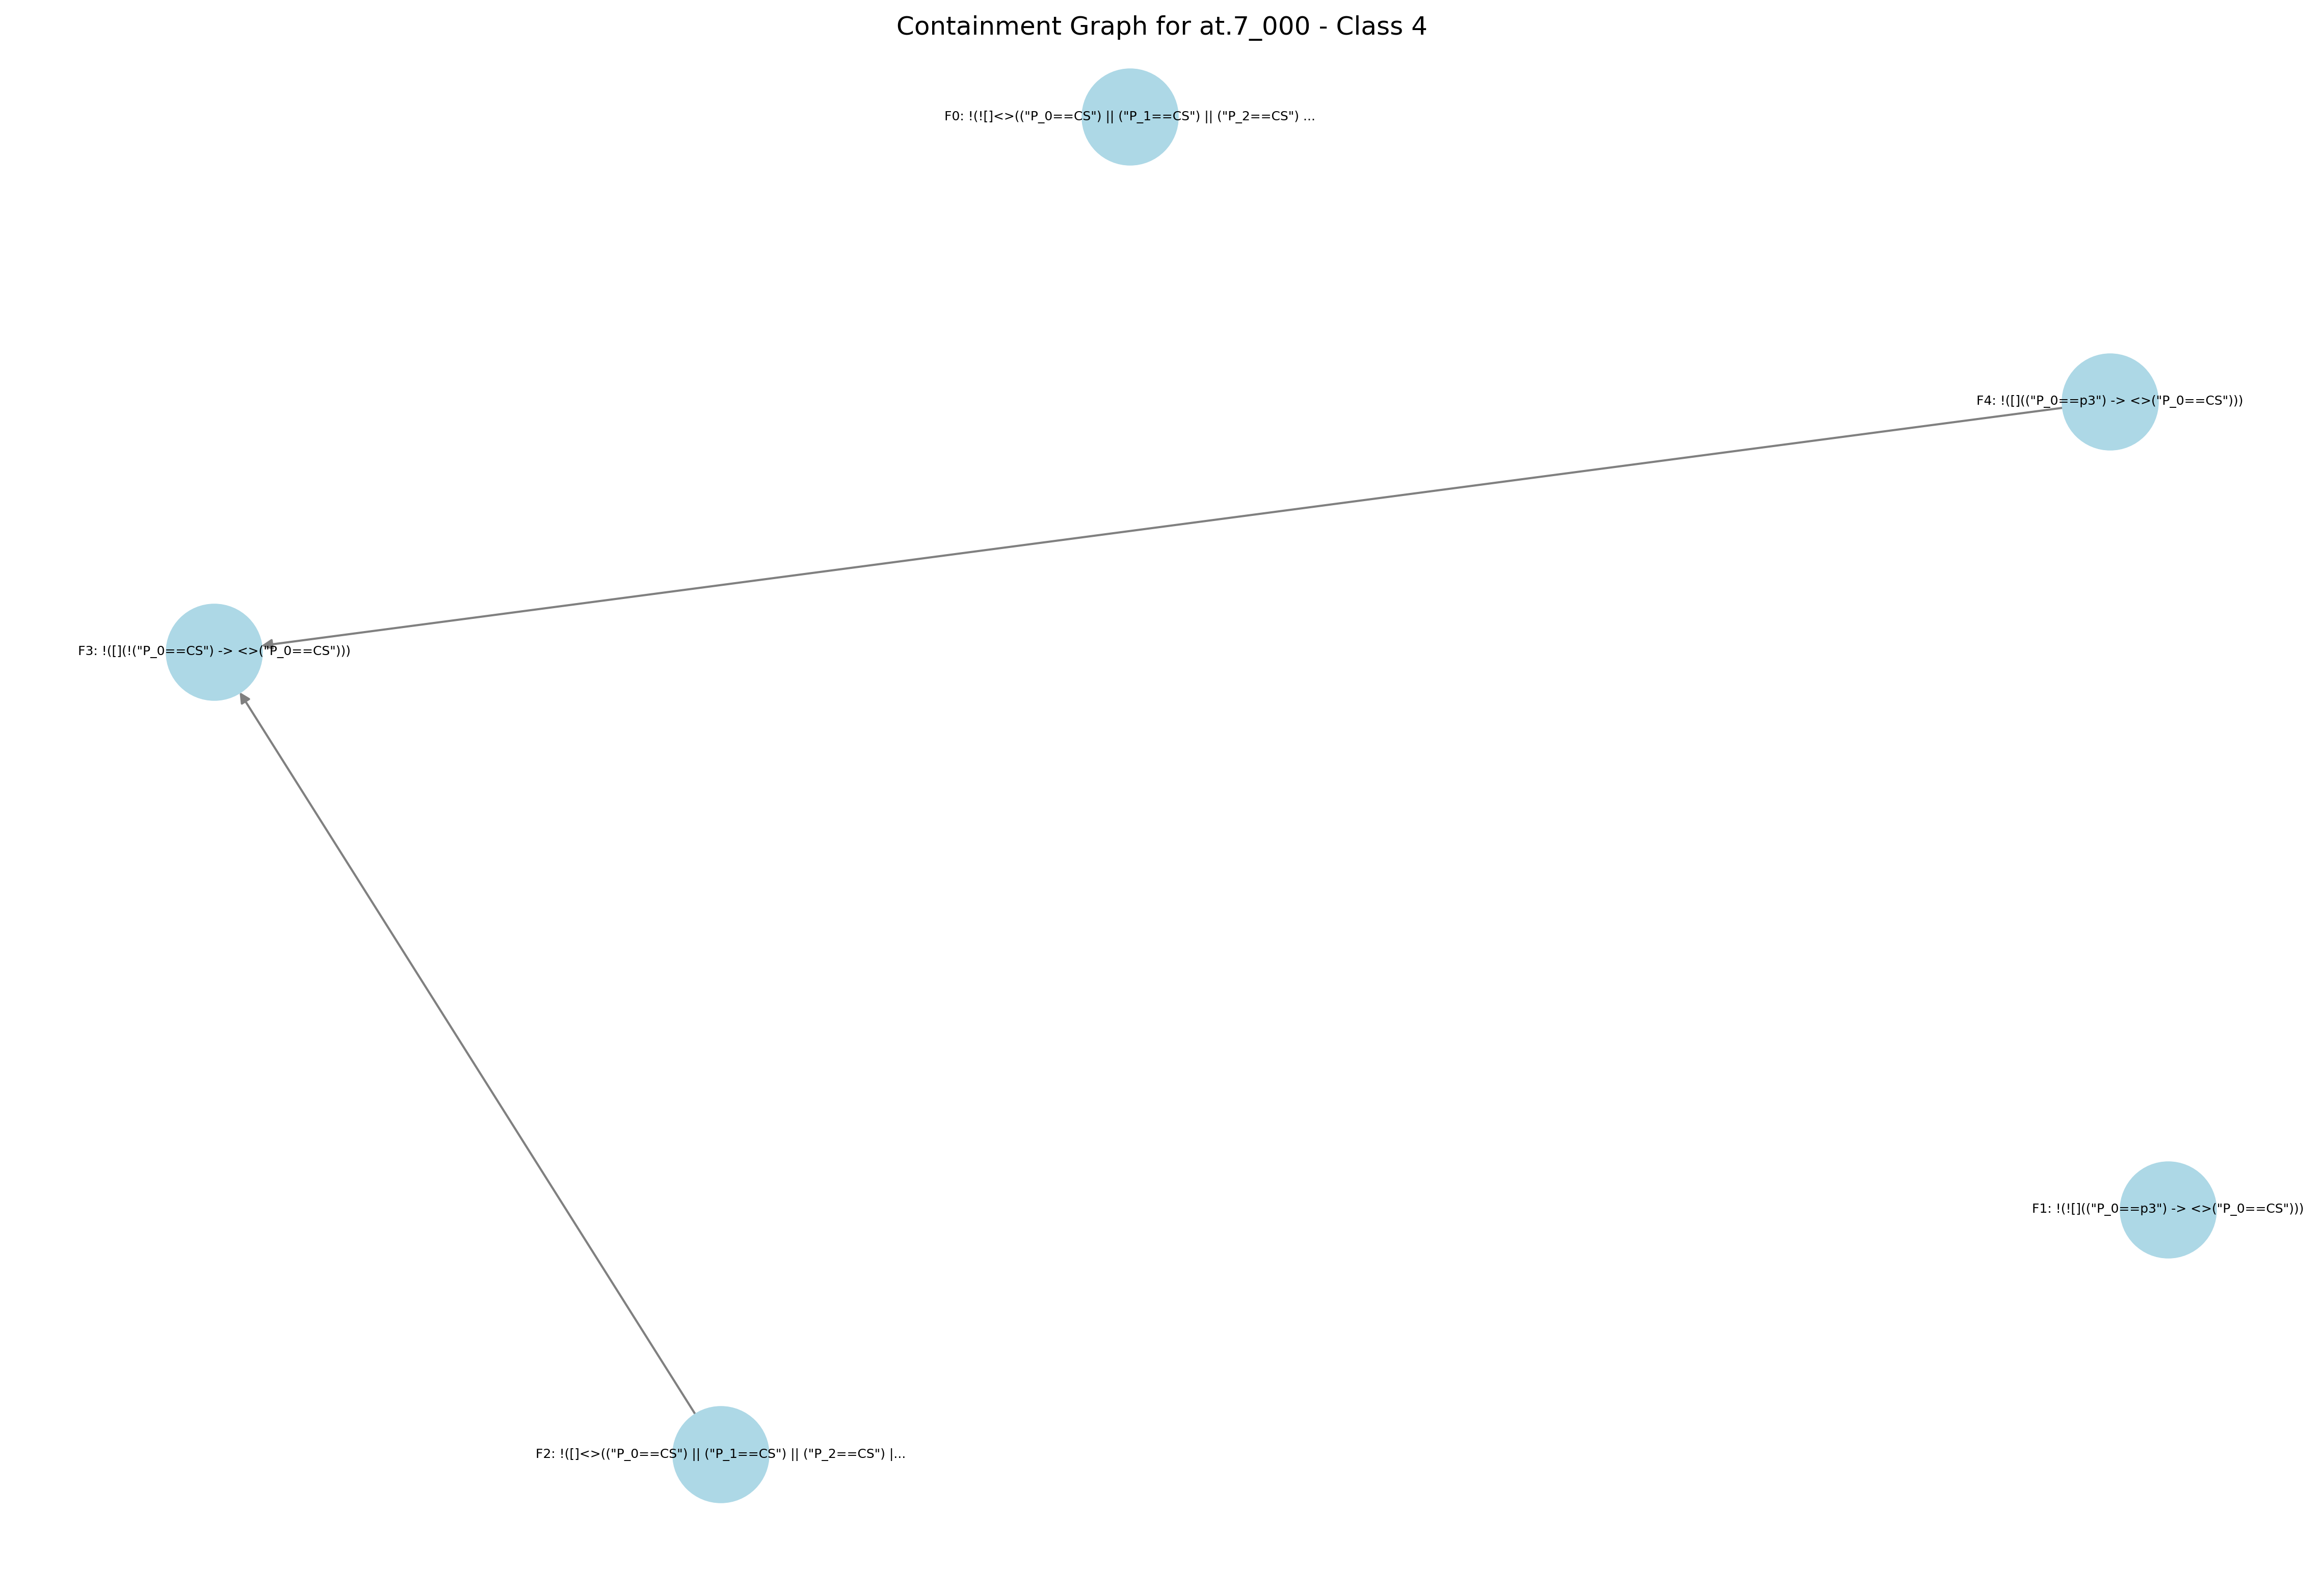 Containment Graph for at.7_000 - Class 4
F0: !(![]<>(("P_0==CS") || ("P_1==CS") || ("P_2==CS") ...
F4: !([](("P_0==p3") -> <>("P_0==CS")))
F3: !([](!("P_0==CS") -> <>("P_0==CS")))
F1: !(![](("P_0==p3") -> <>("P_0==CS")))
F2: !([]<>(("P_0==CS") || ("P_1==CS") || ("P_2==CS") |...